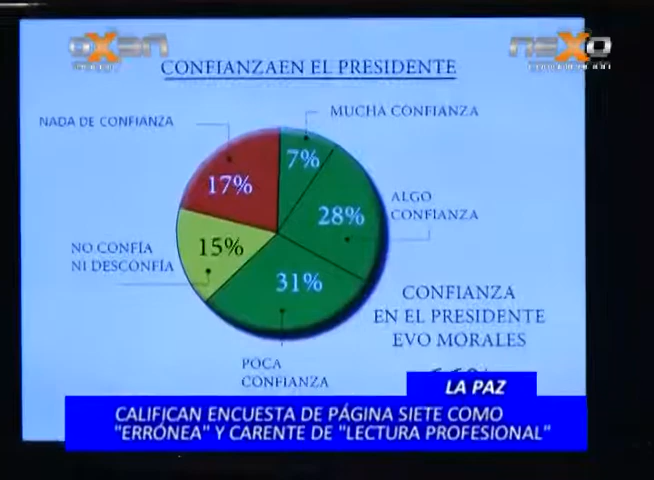 OXEN
NEXO
CONFIANZAEN EL PRESIDENTE
NADA DE CONFIANZA
MUCHA CONFIANZA
7%
17%
ALGO
CONFIANZA
28%
NO CONFÍA
NI DESCONFÍA
15%
31%
CONFIANZA
EN EL PRESIDENTE
EVO MORALES
POCA
CONFIANZA
LA PAZ
CALIFICAN ENCUESTA DE PÁGINA SIETE COMO
"ERRÓNEA" Y CARENTE DE "LECTURA PROFESIONAL"